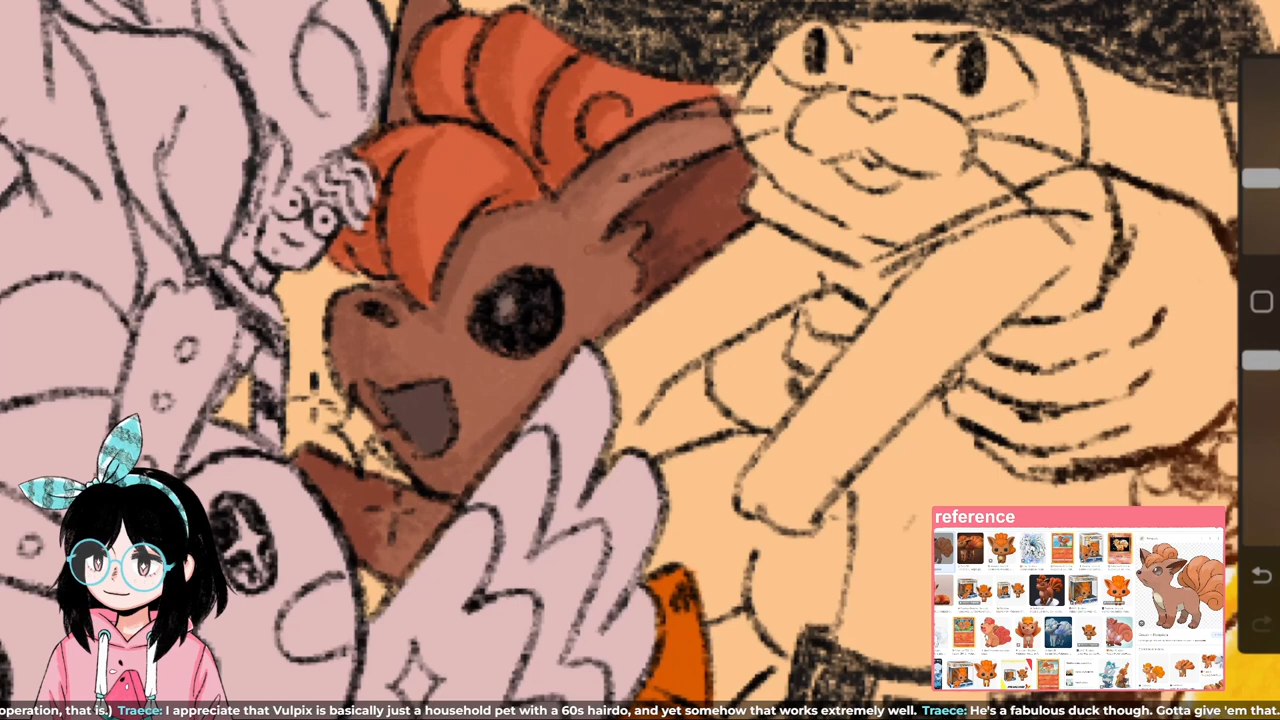 reference
operation, that is.) Traece: I appreciate that Vulpix is basically just a household pet with a 60s hairdo, and yet somehow that works extremely well. Traece: He's a fabulous duck though. Gotta give 'em that.